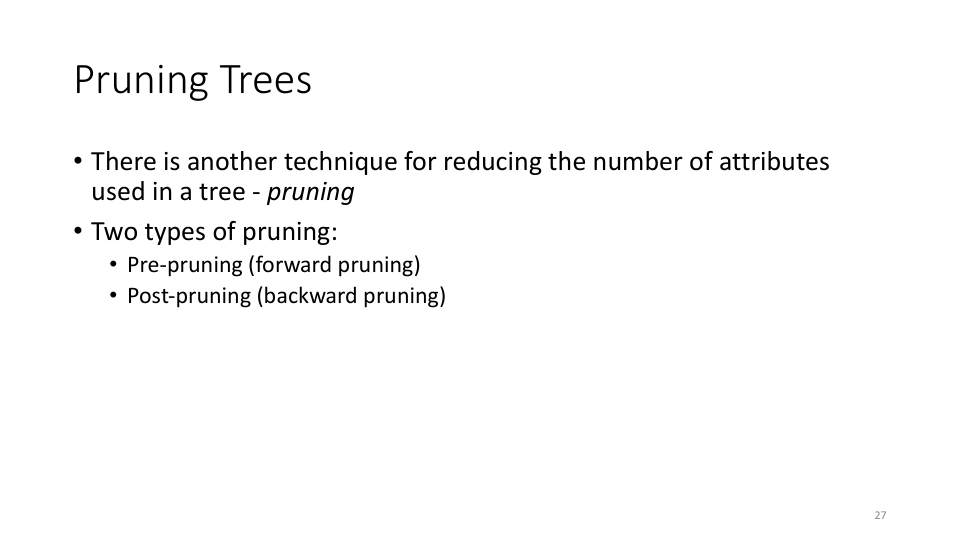 Pruning Trees
• There is another technique for reducing the number of attributes
used in a tree - pruning
• Two types of pruning:
• Pre-pruning (forward pruning)
• Post-pruning (backward pruning)
27